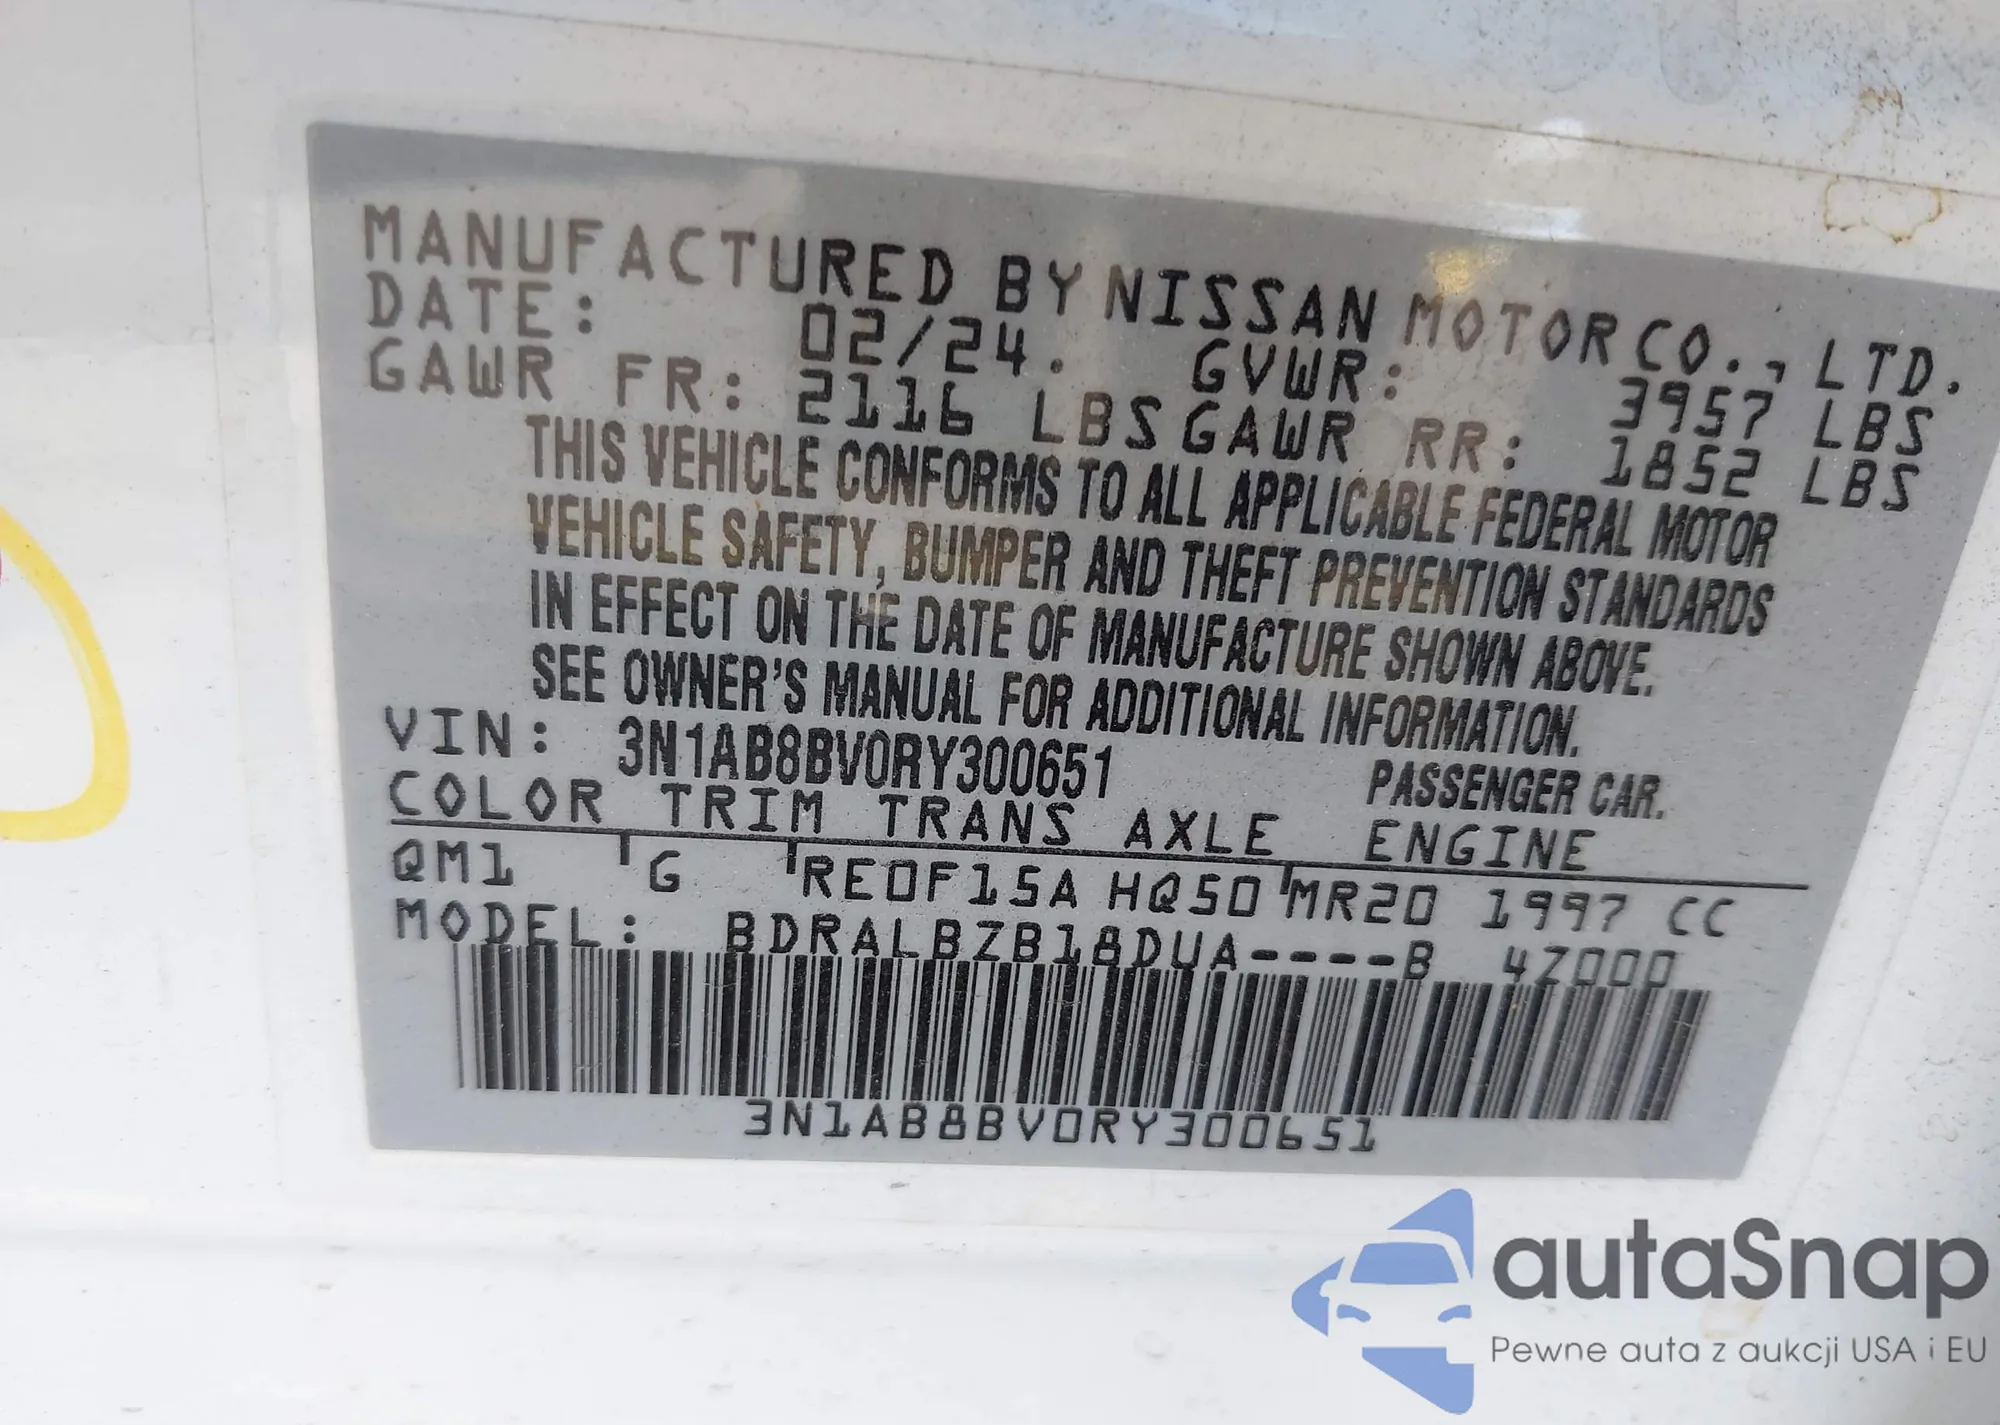 MANUFACTURED BY NISSAN MOTOR CO., LTD.
DATE: 02/24. GVWR: 3957 LBS
GAWR FR: 2116 LBS GAWR RR: 1852 LBS
THIS VEHICLE CONFORMS TO ALL APPLICABLE FEDERAL MOTOR
VEHICLE SAFETY, BUMPER AND THEFT PREVENTION STANDARDS
IN EFFECT ON THE DATE OF MANUFACTURE SHOWN ABOVE.
SEE OWNER'S MANUAL FOR ADDITIONAL INFORMATION.
VIN: 3N1AB8BV0RY300651 PASSENGER CAR.
COLOR TRIM TRANS AXLE ENGINE
QM1 G RE0F15A HQ50 MR20 1997 CC
MODEL: BDRALBZB18DUA----B 4Z000
3N1AB8BV0RY300651
autaSnap
Pewne auta z aukcji USA i EU